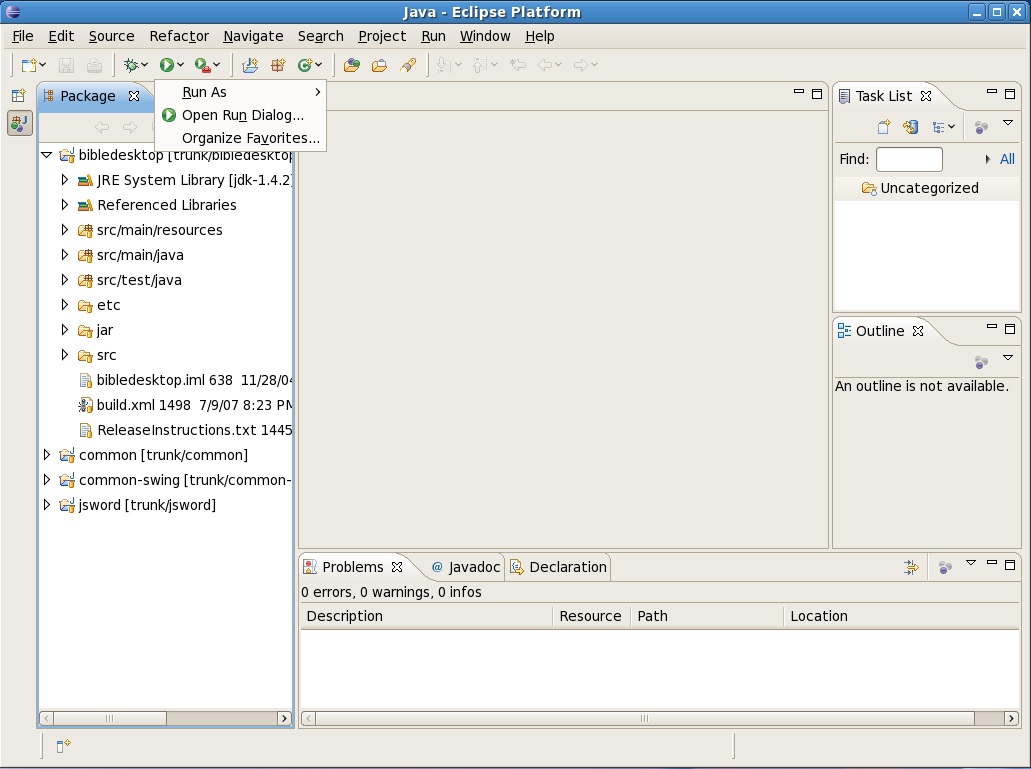 Java - Eclipse Platform
File Edit Source Refactor Navigate Search Project Run Window Help
Package
Run As
Open Run Dialog...
Organize Favorites...
bibledesktop [trunk/bibledesktop
JRE System Library [jdk-1.4.2]
Referenced Libraries
src/main/resources
src/main/java
src/test/java
etc
jar
src
bibledesktop.iml 638 11/28/04
build.xml 1498 7/9/07 8:23 PM
ReleaseInstructions.txt 1445
common [trunk/common]
common-swing [trunk/common-
jsword [trunk/jsword]
Task List
Find:
All
Uncategorized
Outline
An outline is not available.
Problems @ Javadoc Declaration
0 errors, 0 warnings, 0 infos
Description Resource Path Location